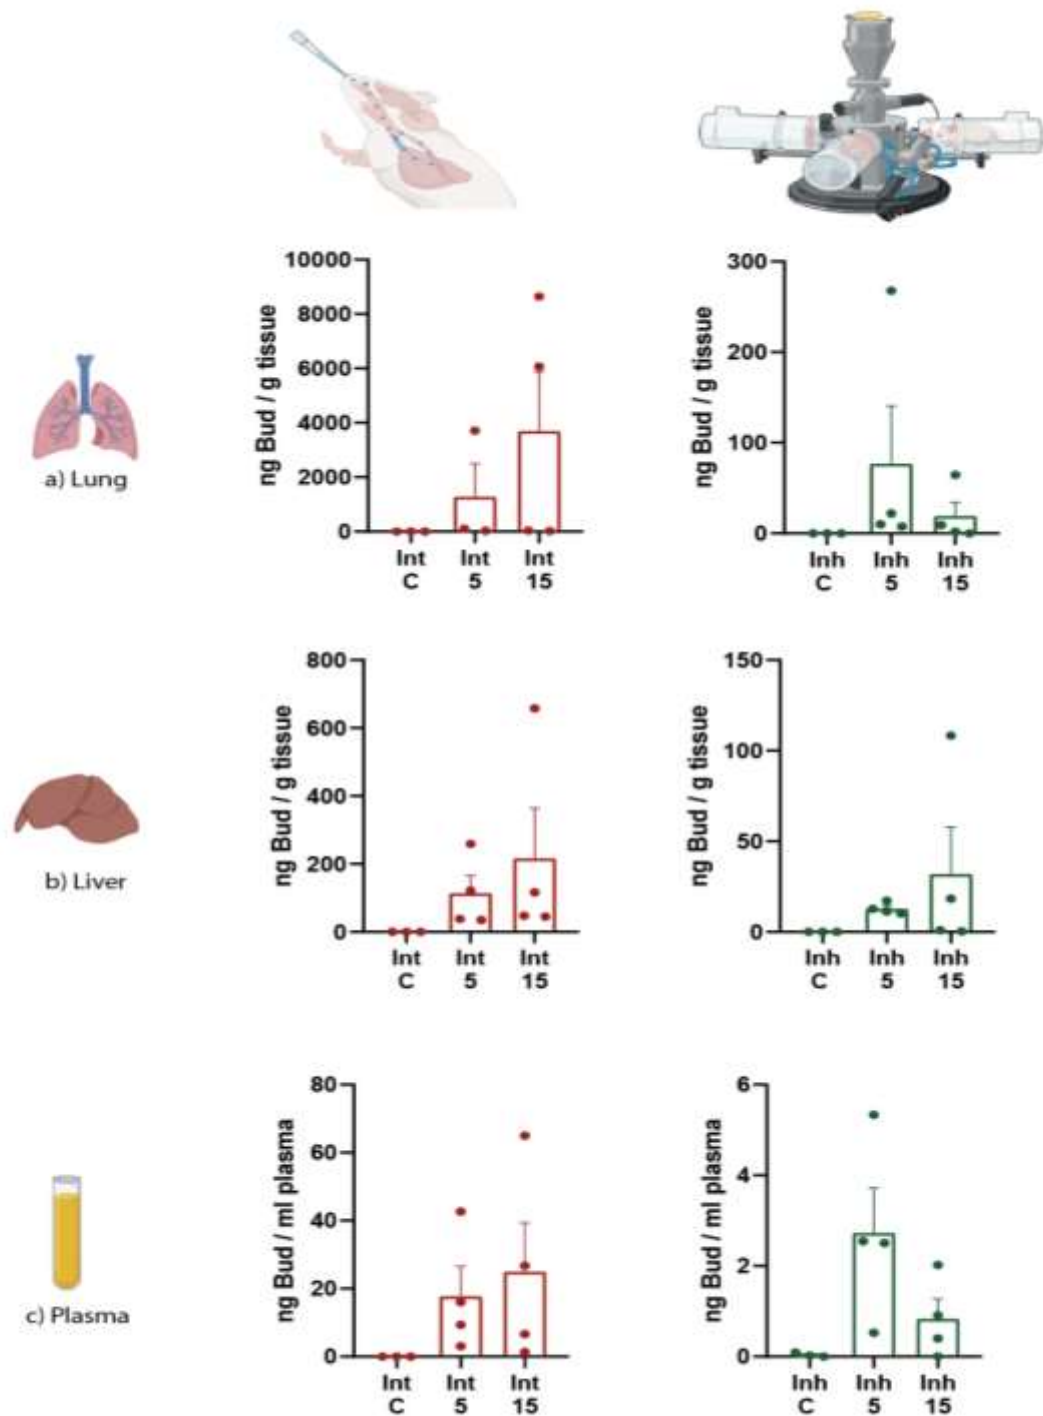 10000
8000
6000
4000
2000
0
ng Bud / g tissue
Int Int Int
C 5 15
300
200
100
0
ng Bud / g tissue
Inh Inh Inh
C 5 15
a) Lung
800
600
400
200
0
ng Bud / g tissue
Int Int Int
C 5 15
150
100
50
0
ng Bud / g tissue
Inh Inh Inh
C 5 15
b) Liver
80
60
40
20
0
ng Bud / ml plasma
Int Int Int
C 5 15
6
4
2
0
ng Bud / ml plasma
Inh Inh Inh
C 5 15
c) Plasma